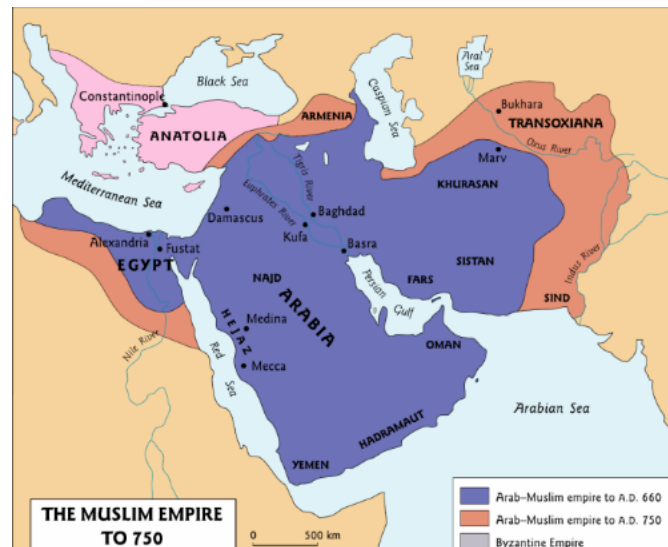 Aral
Sea
Black Sea
Caspian
Sea
Constantinople
Bukhara
TRANSOXIANA
ARMENIA
ANATOLIA
Oxus River
Marv
Tigris River
KHURASAN
Mediterranean Sea
Euphrates River
Damascus
Baghdad
Kufa
Alexandria
Fustat
Basra
EGYPT
Indus River
NAJD
SISTAN
FARS
Persian
Gulf
SIND
ARABIA
HEJAZ
Medina
OMAN
Nile River
Red
Sea
Mecca
Arabian Sea
HADRAMAUT
YEMEN
THE MUSLIM EMPIRE
TO 750
0 500 km
Arab–Muslim empire to A.D. 660
Arab–Muslim empire to A.D. 750
Byzantine Empire